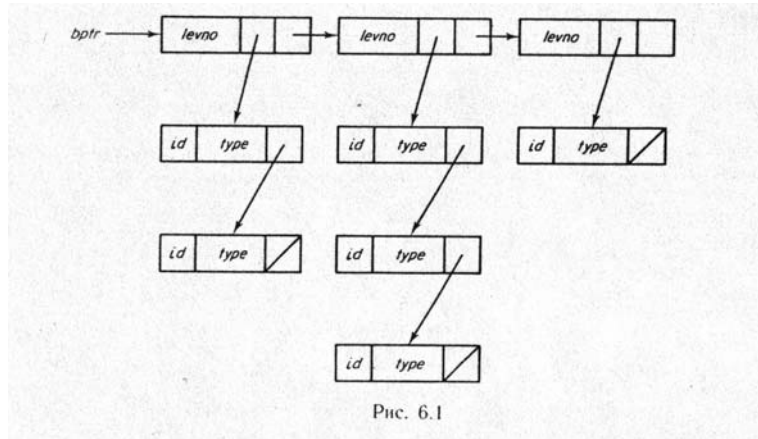 bptr levno levno levno
id type id type id type
id type id type
id type
Рис. 6.1